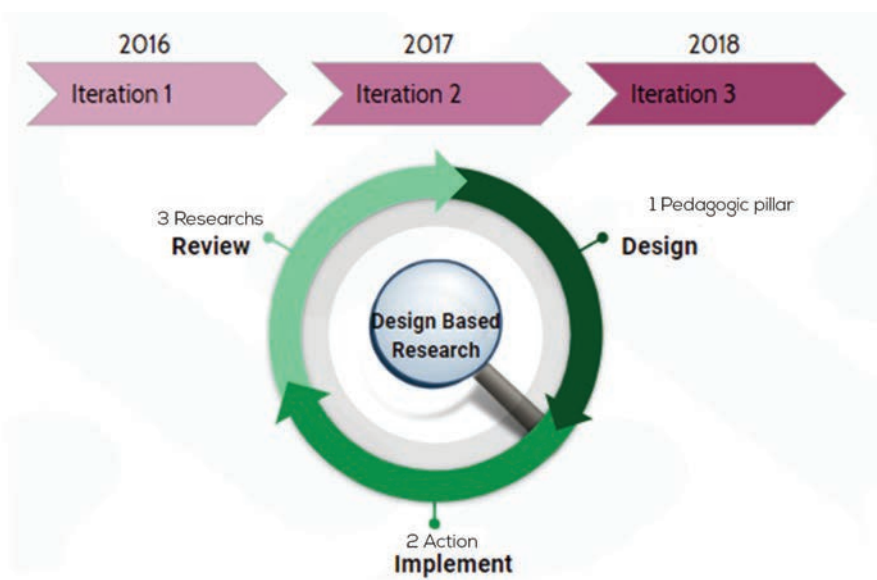 2016
2017
2018
Iteration 1
Iteration 2
Iteration 3
3 Researchs
Review
1 Pedagogic pillar
Design
Design Based
Research
2 Action
Implement